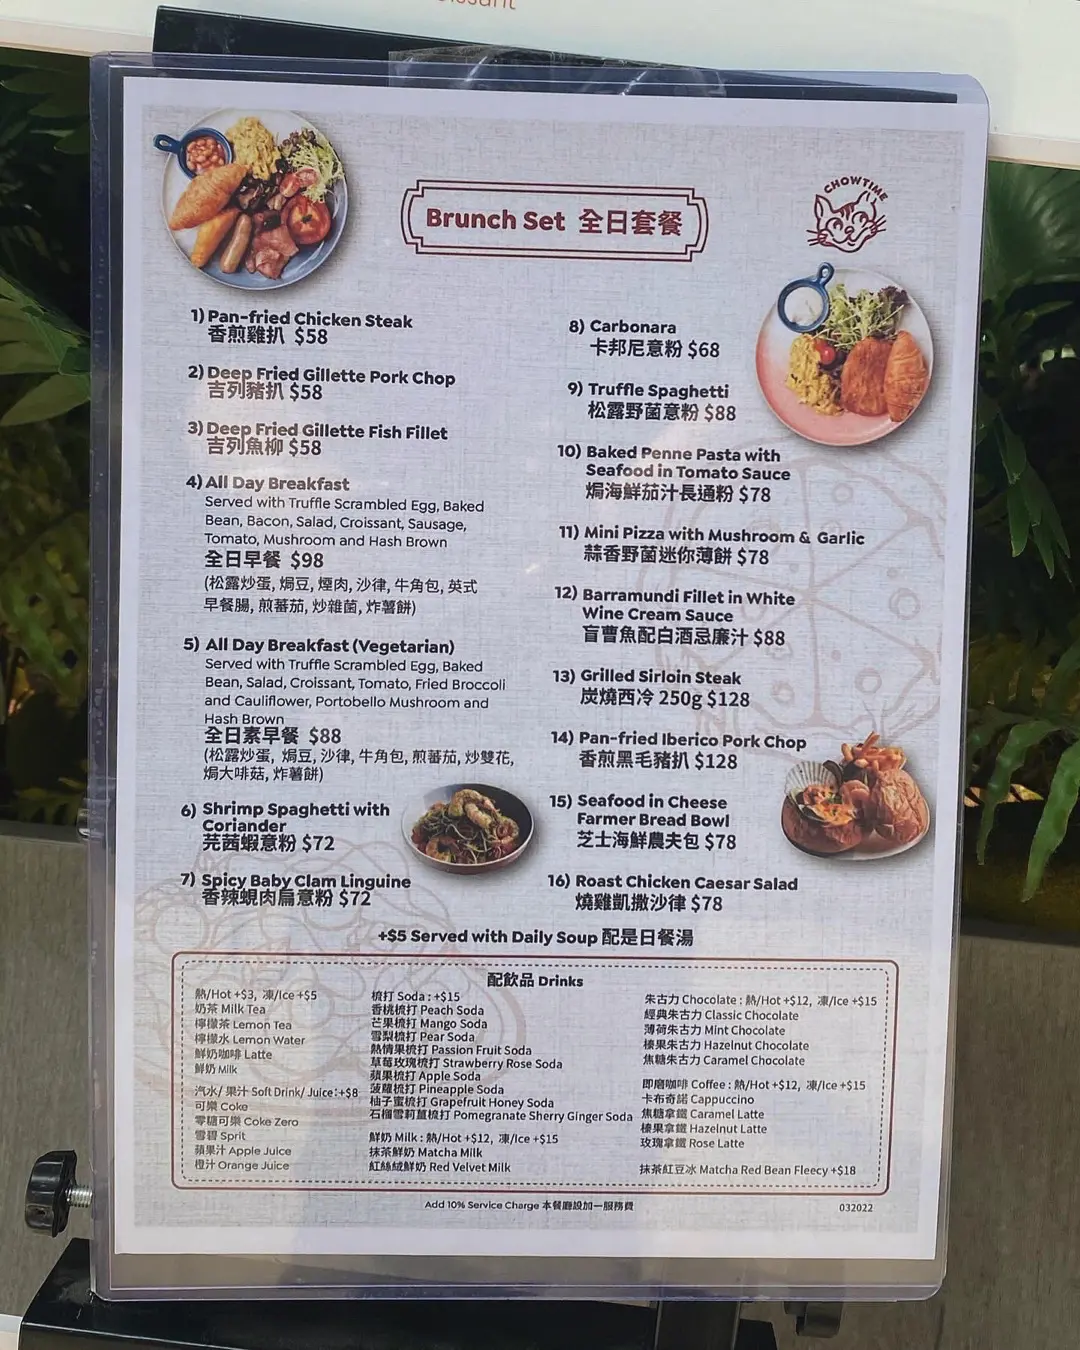 Brunch Set 全日套餐
CHOWTIME
1) Pan-fried Chicken Steak
香煎雞扒 $58
2) Deep Fried Gillette Pork Chop
吉列豬扒 $58
3) Deep Fried Gillette Fish Fillet
吉列魚柳 $58
4) All Day Breakfast
Served with Truffle Scrambled Egg, Baked
Bean, Bacon, Salad, Croissant, Sausage,
Tomato, Mushroom and Hash Brown
全日早餐 $98
(松露炒蛋, 焗豆, 煙肉, 沙律, 牛角包, 英式
早餐腸, 煎蕃茄, 炒雜菌, 炸薯餅)
5) All Day Breakfast (Vegetarian)
Served with Truffle Scrambled Egg, Baked
Bean, Salad, Croissant, Tomato, Fried Broccoli
and Cauliflower, Portobello Mushroom and
Hash Brown
全日素早餐 $88
(松露炒蛋, 焗豆, 沙律, 牛角包, 煎蕃茄, 炒雙花,
焗大啡菇, 炸薯餅)
6) Shrimp Spaghetti with
Coriander
芫茜蝦意粉 $72
7) Spicy Baby Clam Linguine
香辣蜆肉扁意粉 $72
8) Carbonara
卡邦尼意粉 $68
9) Truffle Spaghetti
松露野菌意粉 $88
10) Baked Penne Pasta with
Seafood in Tomato Sauce
焗海鮮茄汁長通粉 $78
11) Mini Pizza with Mushroom & Garlic
蒜香野菌迷你薄餅 $78
12) Barramundi Fillet in White
Wine Cream Sauce
盲曹魚配白酒忌廉汁 $88
13) Grilled Sirloin Steak
炭燒西冷 250g $128
14) Pan-fried Iberico Pork Chop
香煎黑毛豬扒 $128
15) Seafood in Cheese
Farmer Bread Bowl
芝士海鮮農夫包 $78
16) Roast Chicken Caesar Salad
燒雞凱撒沙律 $78
+$5 Served with Daily Soup 配是日餐湯
配飲品 Drinks
熱/Hot +$3, 凍/Ice +$5
奶茶 Milk Tea
檸檬茶 Lemon Tea
檸檬水 Lemon Water
鮮奶咖啡 Latte
鮮奶 Milk
汽水/ 果汁 Soft Drink/ Juice:+$8
可樂 Coke
零糖可樂 Coke Zero
雪碧 Sprit
蘋果汁 Apple Juice
橙汁 Orange Juice
梳打 Soda : +$15
香桃梳打 Peach Soda
芒果梳打 Mango Soda
雪梨梳打 Pear Soda
熱情果梳打 Passion Fruit Soda
草莓玫瑰梳打 Strawberry Rose Soda
蘋果梳打 Apple Soda
菠蘿梳打 Pineapple Soda
柚子蜜梳打 Grapefruit Honey Soda
石榴雪莉薑梳打 Pomegranate Sherry Ginger Soda
鮮奶 Milk : 熱/Hot +$12, 凍/Ice +$15
抹茶鮮奶 Matcha Milk
紅絲絨鮮奶 Red Velvet Milk
朱古力 Chocolate : 熱/Hot +$12, 凍/Ice +$15
經典朱古力 Classic Chocolate
薄荷朱古力 Mint Chocolate
榛果朱古力 Hazelnut Chocolate
焦糖朱古力 Caramel Chocolate
即磨咖啡 Coffee : 熱/Hot +$12, 凍/Ice +$15
卡布奇諾 Cappuccino
焦糖拿鐵 Caramel Latte
榛果拿鐵 Hazelnut Latte
玫瑰拿鐵 Rose Latte
抹茶紅豆冰 Matcha Red Bean Fleecy +$18
Add 10% Service Charge 本餐廳設加一服務費
032022